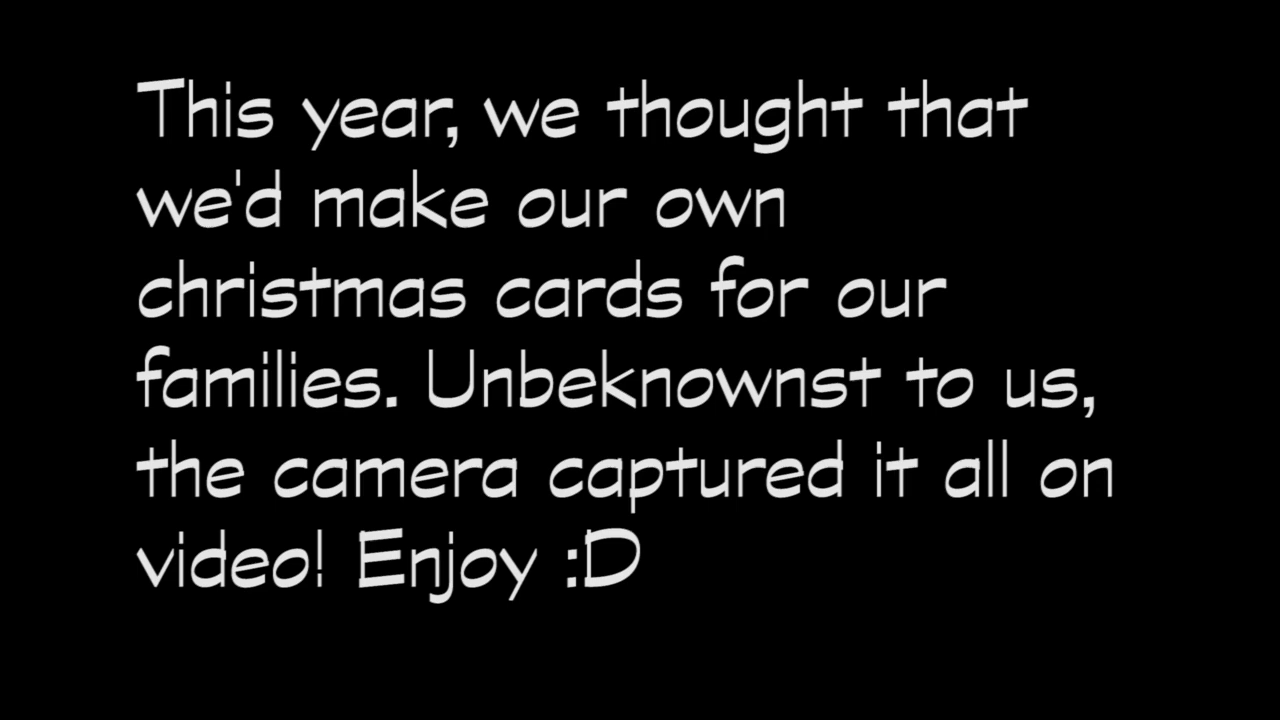 This year, we thought that
we'd make our own
christmas cards for our
families. Unbeknownst to us,
the camera captured it all on
video! Enjoy :D